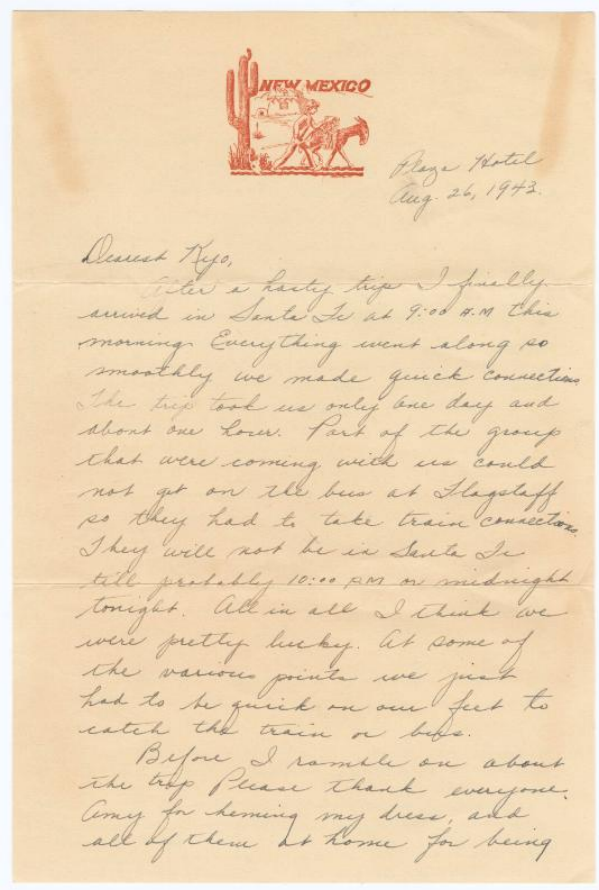 NEW MEXICO
Plaza Hotel
Aug. 26, 1943.
Dearest Kiyo,
After a hasty trip I finally
arrived in Santa Fe at 9:00 A.M this
morning. Everything went along so
smoothly we made quick connections.
The trip took us only one day and
about one hour. Part of the group
that were coming with us could
not get on the bus at Flagstaff
so they had to take train connections.
They will not be in Santa Fe
till probably 10:00 P.M or midnight
tonight. All in all I think we
were pretty lucky. At some of
the various points we just
had to be quick on our feet to
catch the train or bus.
Before I ramble on about
the trip Please thank everyone.
Amy for heming my dress, and
all of them at home for being